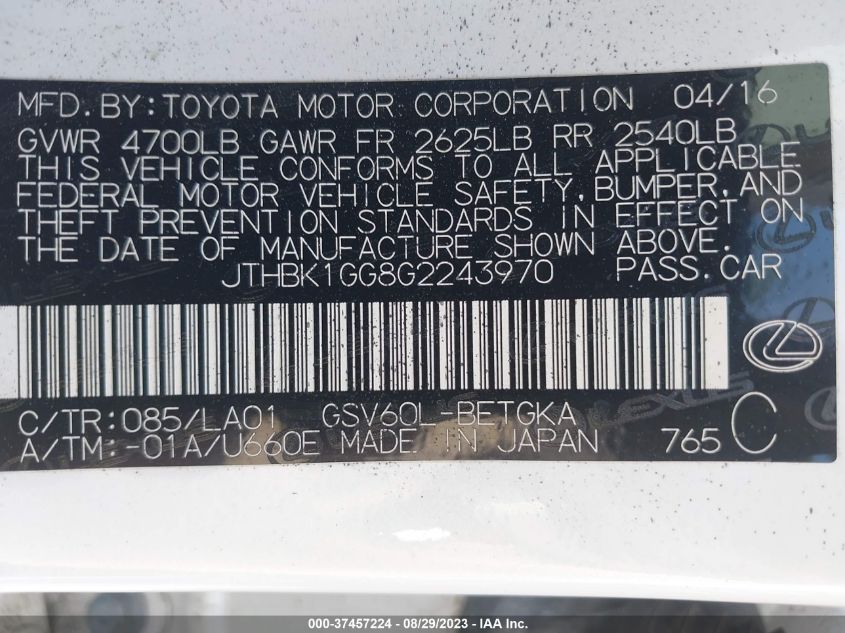 MFD.BY:TOYOTA MOTOR CORPORATION 04/16
GVWR 4700LB GAWR FR 2625LB RR 2540LB
THIS VEHICLE CONFORMS TO ALL APPLICABLE
FEDERAL MOTOR VEHICLE SAFETY,BUMPER,AND
THEFT PREVENTION STANDARDS IN EFFECT ON
THE DATE OF MANUFACTURE SHOWN ABOVE.
JTHBK1GG8G2243970 PASS.CAR
C/TR:085/LA01 GSV60L-BETGKA
A/TM:-01A/U660E MADE IN JAPAN 765 C
LEXUS
000-37457224 - 08/29/2023 - IAA Inc.